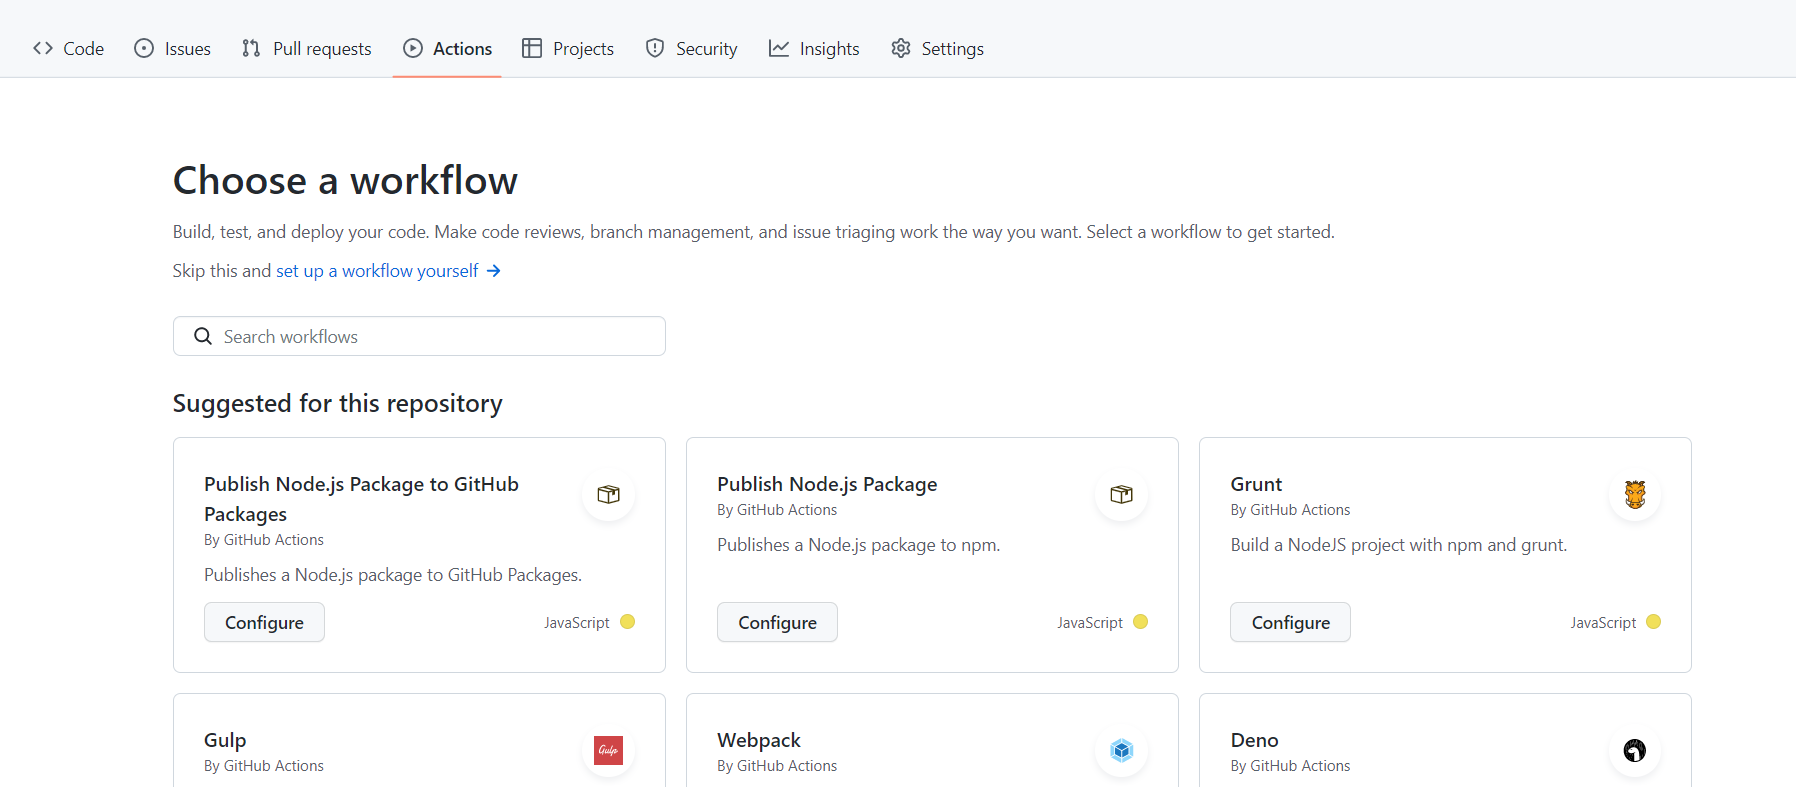 Code Issues Pull requests Actions Projects Security Insights Settings
Choose a workflow
Build, test, and deploy your code. Make code reviews, branch management, and issue triaging work the way you want. Select a workflow to get started.
Skip this and set up a workflow yourself →
Search workflows
Suggested for this repository
Publish Node.js Package to GitHub
Packages
By GitHub Actions
Publishes a Node.js package to GitHub Packages.
Configure JavaScript
Publish Node.js Package
By GitHub Actions
Publishes a Node.js package to npm.
Configure JavaScript
Grunt
By GitHub Actions
Build a NodeJS project with npm and grunt.
Configure JavaScript
Gulp
By GitHub Actions
Gulp
Webpack
By GitHub Actions
Deno
By GitHub Actions